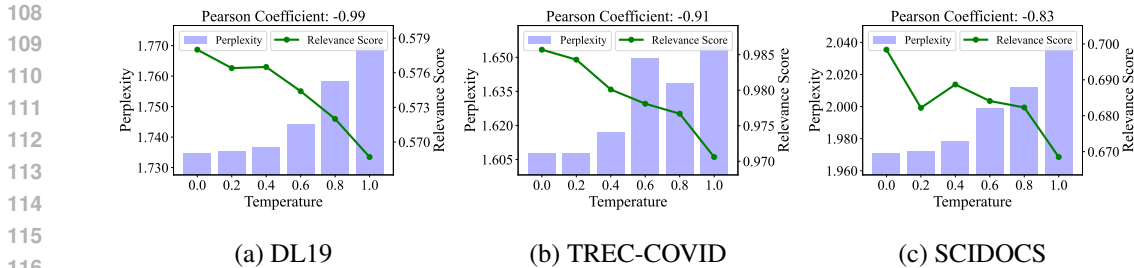 108
109
110
111
112
113
114
115
116
Pearson Coefficient: -0.99
Perplexity
Relevance Score
1.770
1.760
1.750
1.740
1.730
Perplexity
0.579
0.576
0.573
0.570
Relevance Score
0.0 0.2 0.4 0.6 0.8 1.0
Temperature
(a) DL19
Pearson Coefficient: -0.91
Perplexity
Relevance Score
1.650
1.635
1.620
1.605
Perplexity
0.985
0.980
0.975
0.970
Relevance Score
0.0 0.2 0.4 0.6 0.8 1.0
Temperature
(b) TREC-COVID
Pearson Coefficient: -0.83
Perplexity
Relevance Score
2.040
2.020
2.000
1.980
1.960
Perplexity
0.700
0.690
0.680
0.670
Relevance Score
0.0 0.2 0.4 0.6 0.8 1.0
Temperature
(c) SCIDOCS